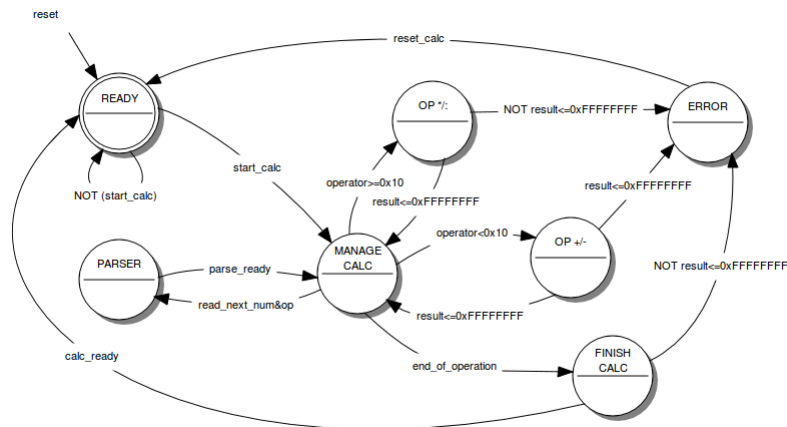 reset
reset_calc
READY
OP */:
NOT result<=0xFFFFFFFF
ERROR
start_calc
operator>=0x10
result<=0xFFFFFFFF
NOT (start_calc)
result<=0xFFFFFFFF
operator<0x10
OP +/-
MANAGE
CALC
PARSER
parse_ready
NOT result<=0xFFFFFFFF
read_next_num&op
result<=0xFFFFFFFF
calc_ready
end_of_operation
FINISH
CALC